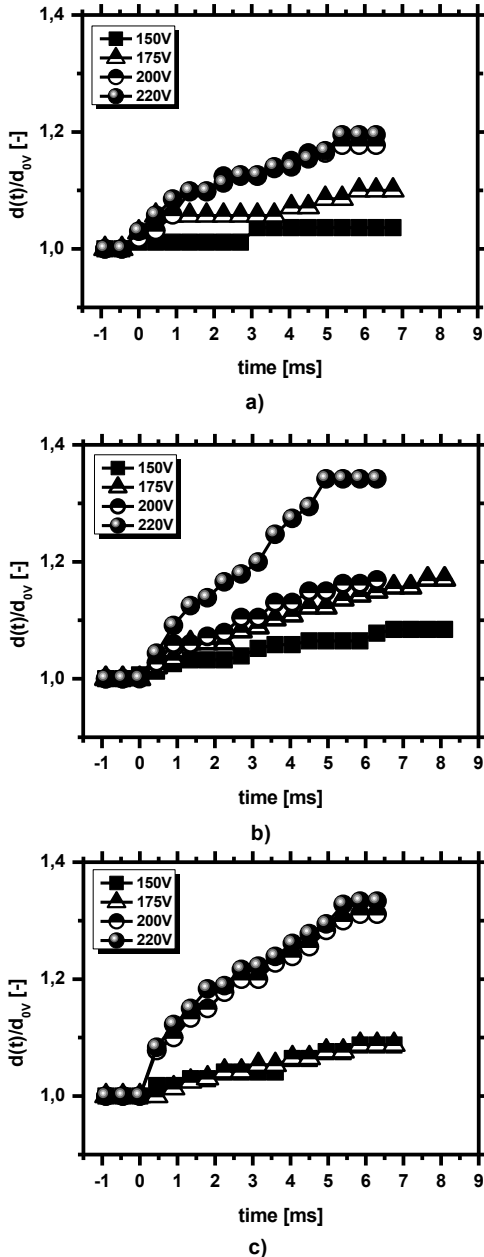 a)
1,4
1,2
1,0
d(t)/d0V [-]
150V
175V
200V
220V
-1 0 1 2 3 4 5 6 7 8 9
time [ms]
a)
1,4
1,2
1,0
d(t)/d0V [-]
150V
175V
200V
220V
-1 0 1 2 3 4 5 6 7 8 9
time [ms]
b)
1,4
1,2
1,0
d(t)/d0V [-]
150V
175V
200V
220V
-1 0 1 2 3 4 5 6 7 8 9
time [ms]
c)